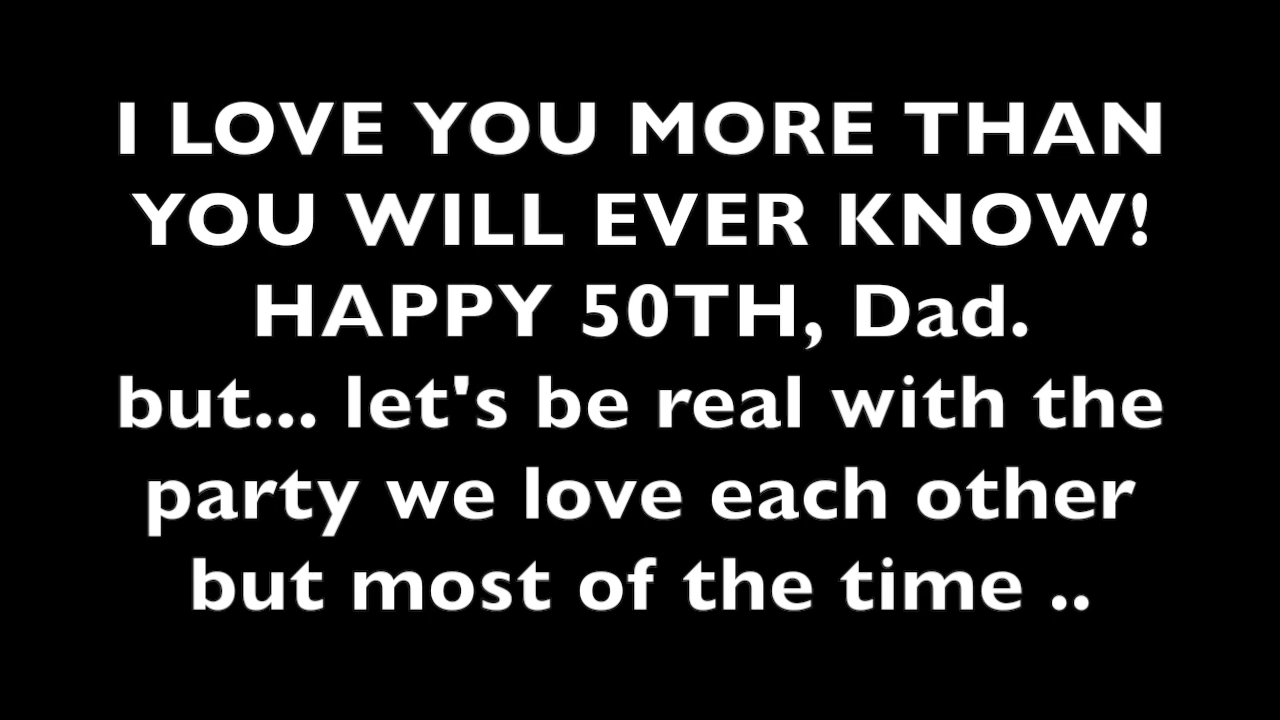 I LOVE YOU MORE THAN
YOU WILL EVER KNOW!
HAPPY 50TH, Dad.
but... let's be real with the
party we love each other
but most of the time ..